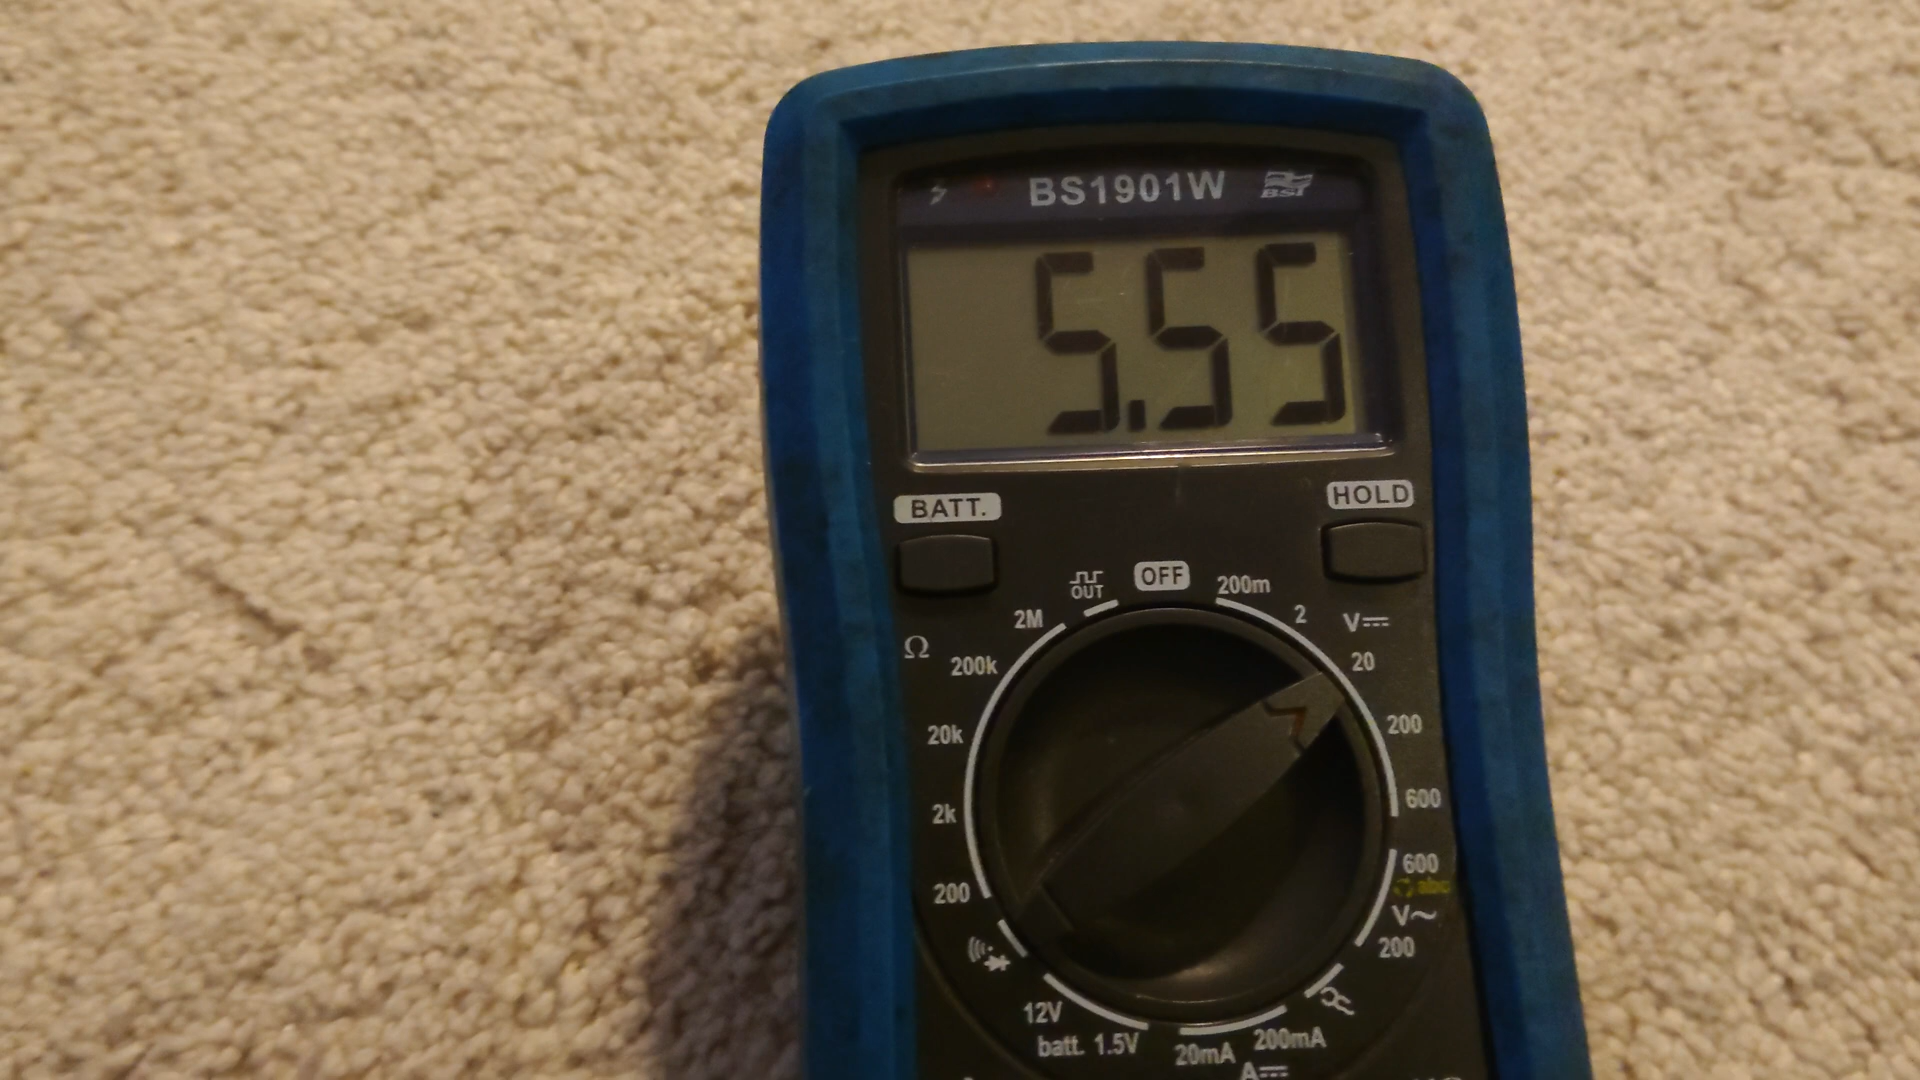 BS1901W
BSI
5.55
BATT.
HOLD
OUT
OFF
200m
2M
2
V
Ω
200k
20
20k
200
2k
600
200
600
abc
V~
200
12V
batt. 1.5V
20mA
200mA
A